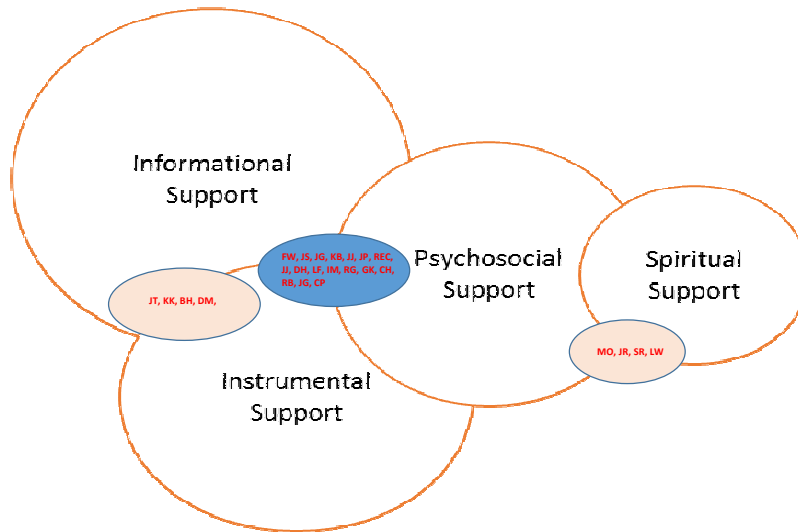 Informational
Support
FW, JS, JG, KB, JJ, JP, REC,
JJ, DH, LF, IM, RG, GK, CH,
RB, JG, CP
Psychosocial
Support
Spiritual
Support
JT, KK, BH, DM,
MO, JR, SR, LW
Instrumental
Support